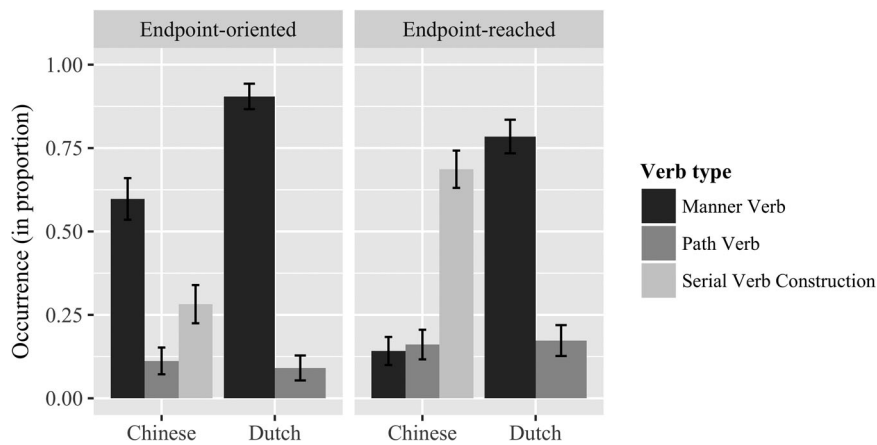 Endpoint-oriented
Endpoint-reached
1.00
0.75
0.50
0.25
0.00
Occurrence (in proportion)
Chinese
Dutch
Chinese
Dutch
Verb type
Manner Verb
Path Verb
Serial Verb Construction